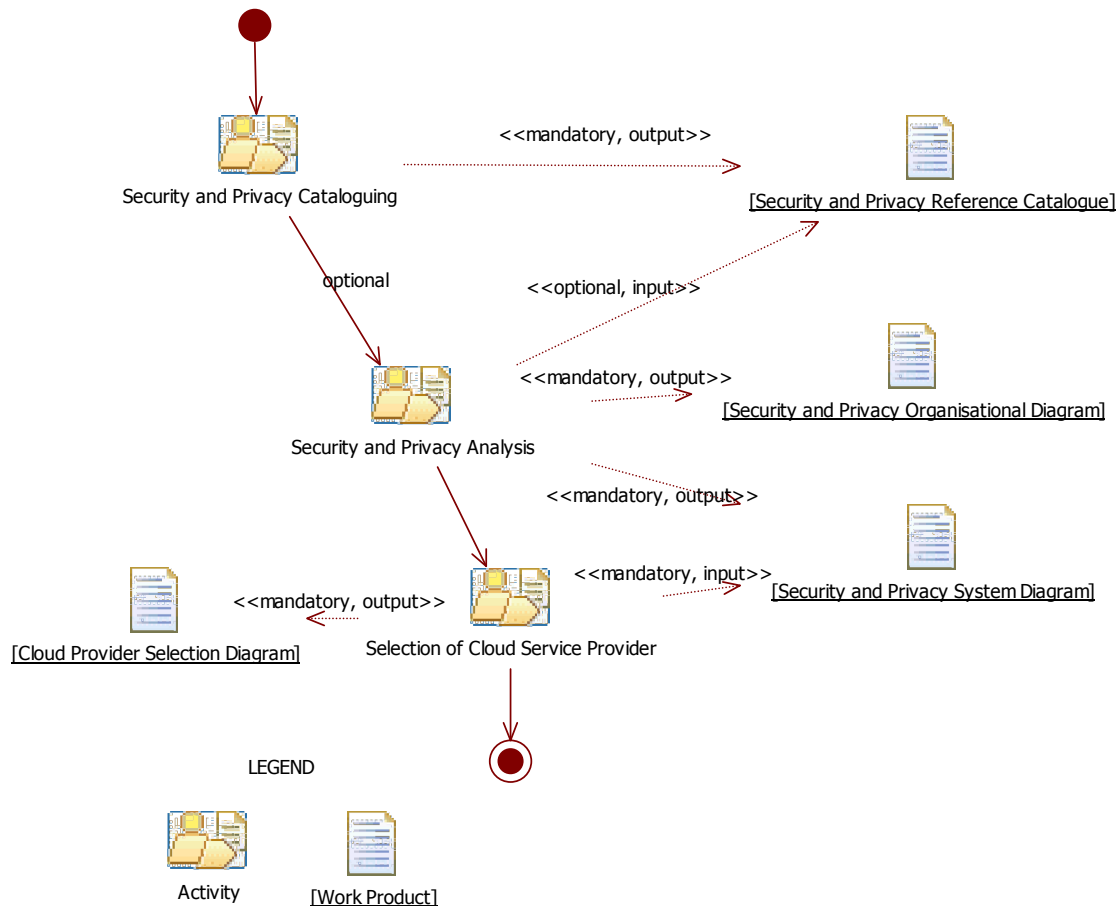 <<mandatory, output>>
Security and Privacy Cataloguing
[Security and Privacy Reference Catalogue]
optional
<<optional, input>>
<<mandatory, output>>
[Security and Privacy Organisational Diagram]
Security and Privacy Analysis
<<mandatory, output>>
<<mandatory, input>>
[Security and Privacy System Diagram]
<<mandatory, output>>
[Cloud Provider Selection Diagram]
Selection of Cloud Service Provider
LEGEND
Activity
[Work Product]